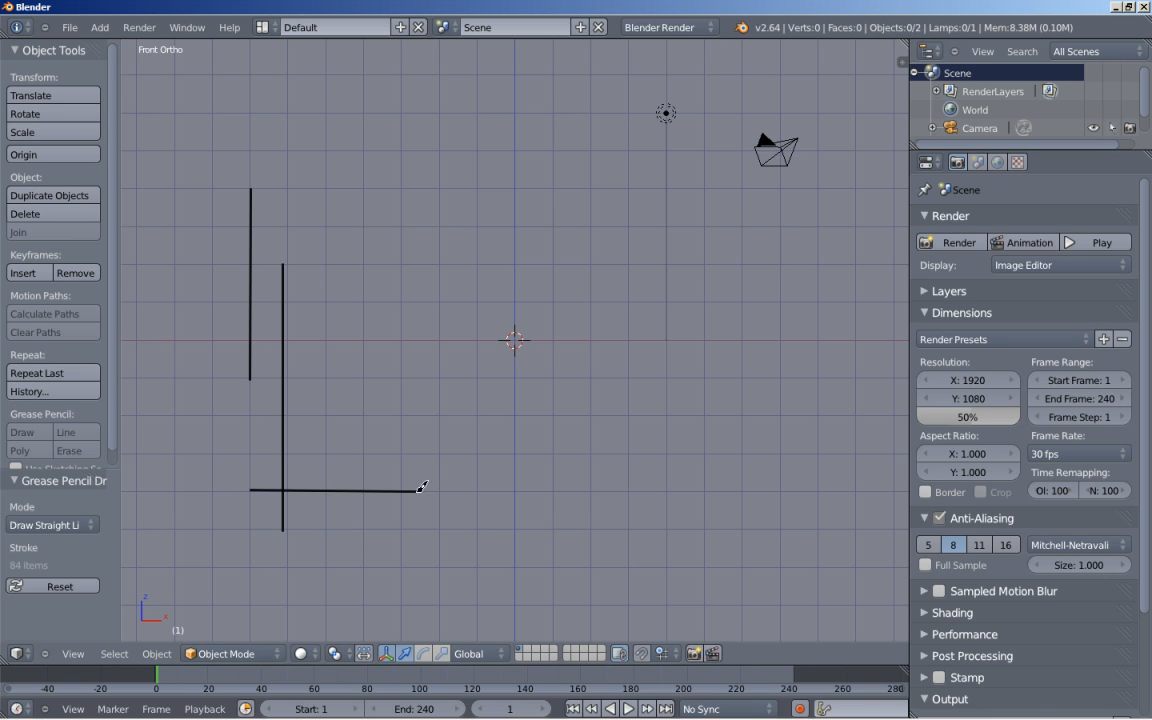 Blender
File Add Render Window Help Default Scene Blender Render v2.64 | Verts:0 | Faces:0 | Objects:0/2 | Lamps:0/1 | Mem:8.38M (0.10M)
Object Tools
Transform:
Translate
Rotate
Scale
Origin
Object:
Duplicate Objects
Delete
Join
Keyframes:
Insert Remove
Motion Paths:
Calculate Paths
Clear Paths
Repeat:
Repeat Last
History...
Grease Pencil:
Draw Line
Poly Erase
Grease Pencil Dr
Mode
Draw Straight Li
Stroke
84 items
Reset
Front Ortho
z
x
(1)
View Select Object Object Mode Global
-40 -20 0 20 40 60 80 100 120 140 160 180 200 220 240 260 280
View Marker Frame Playback Start: 1 End: 240 1 No Sync
View Search All Scenes
Scene
RenderLayers
World
Camera
Scene
Render
Render Animation Play
Display: Image Editor
Layers
Dimensions
Render Presets
Resolution: Frame Range:
X: 1920 Start Frame: 1
Y: 1080 End Frame: 240
50% Frame Step: 1
Aspect Ratio: Frame Rate:
X: 1.000 30 fps
Y: 1.000 Time Remapping:
Border Crop Ol: 100 N: 100
Anti-Aliasing
5 8 11 16 Mitchell-Netravali
Full Sample Size: 1.000
Sampled Motion Blur
Shading
Performance
Post Processing
Stamp
Output